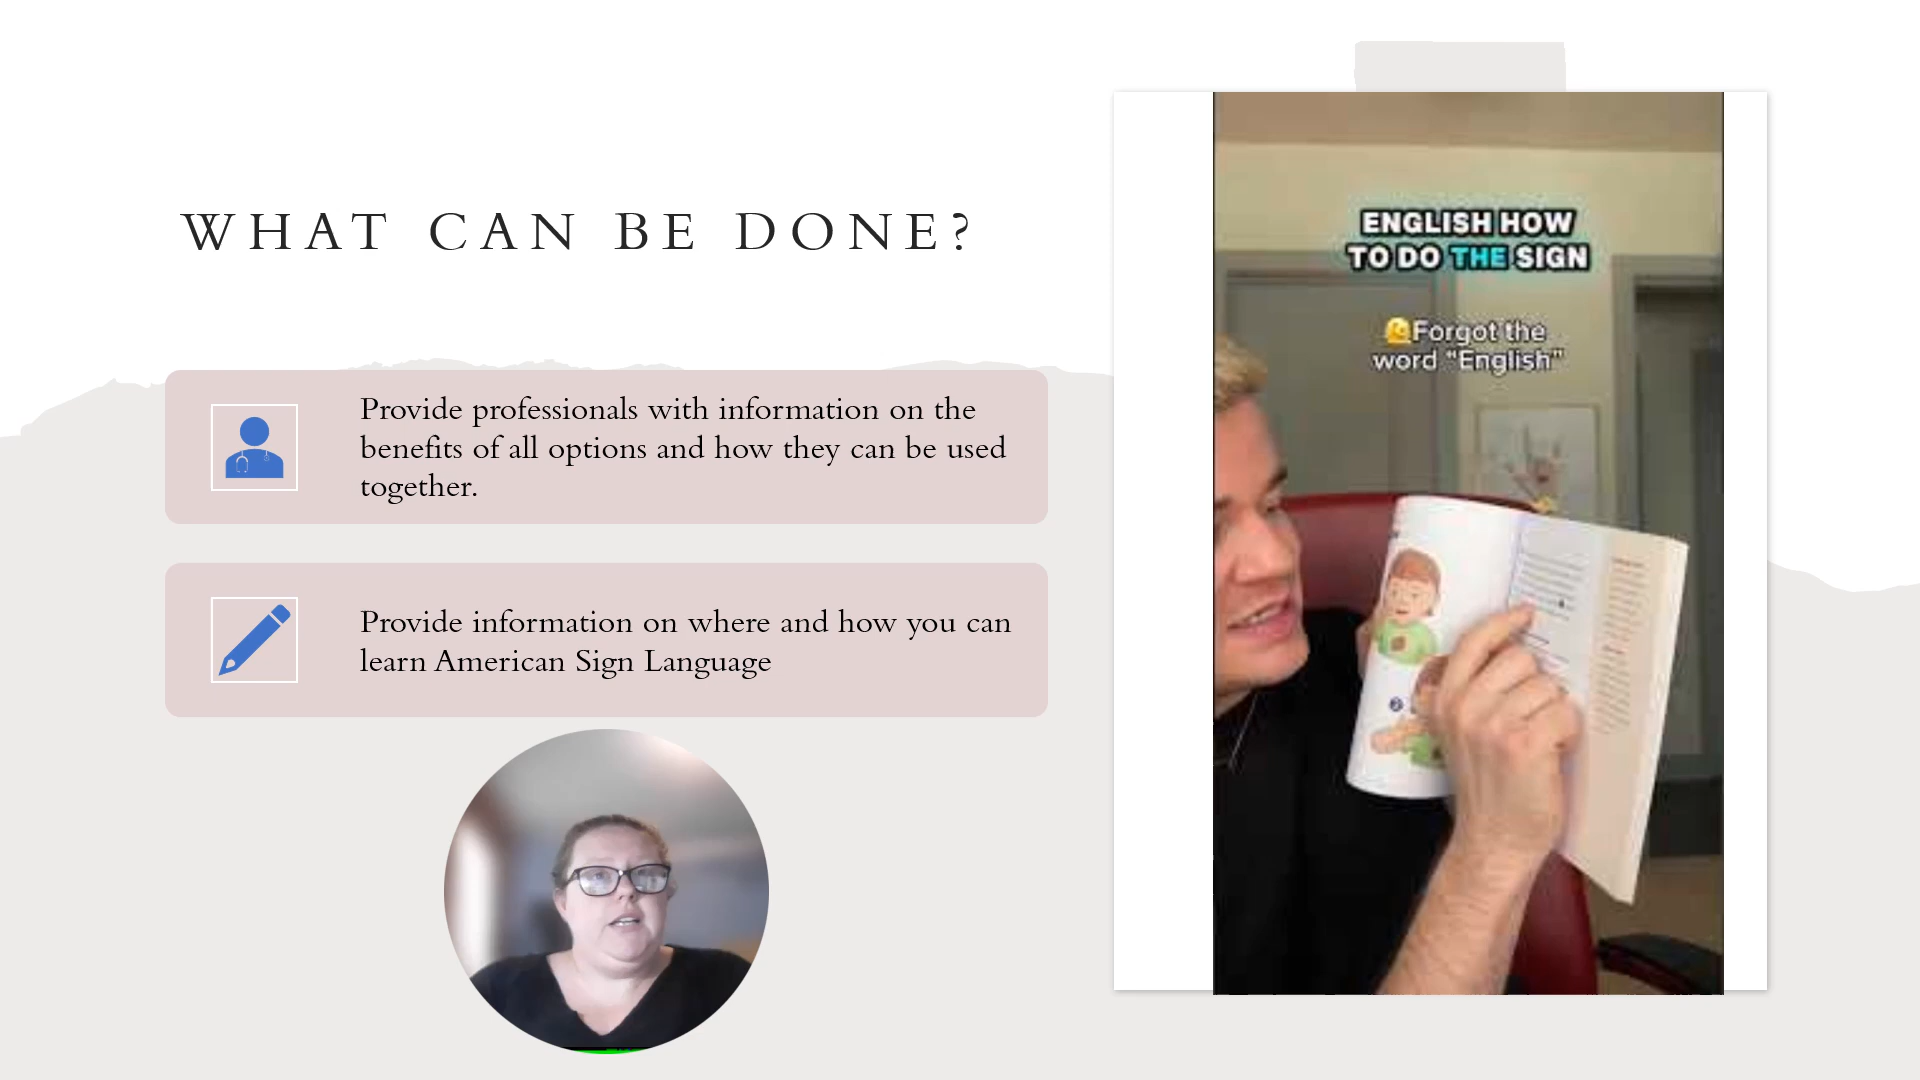 WHAT CAN BE DONE?
Provide professionals with information on the
benefits of all options and how they can be used
together.
Provide information on where and how you can
learn American Sign Language
ENGLISH HOW
TO DO THE SIGN
🫠Forgot the
word "English"
2